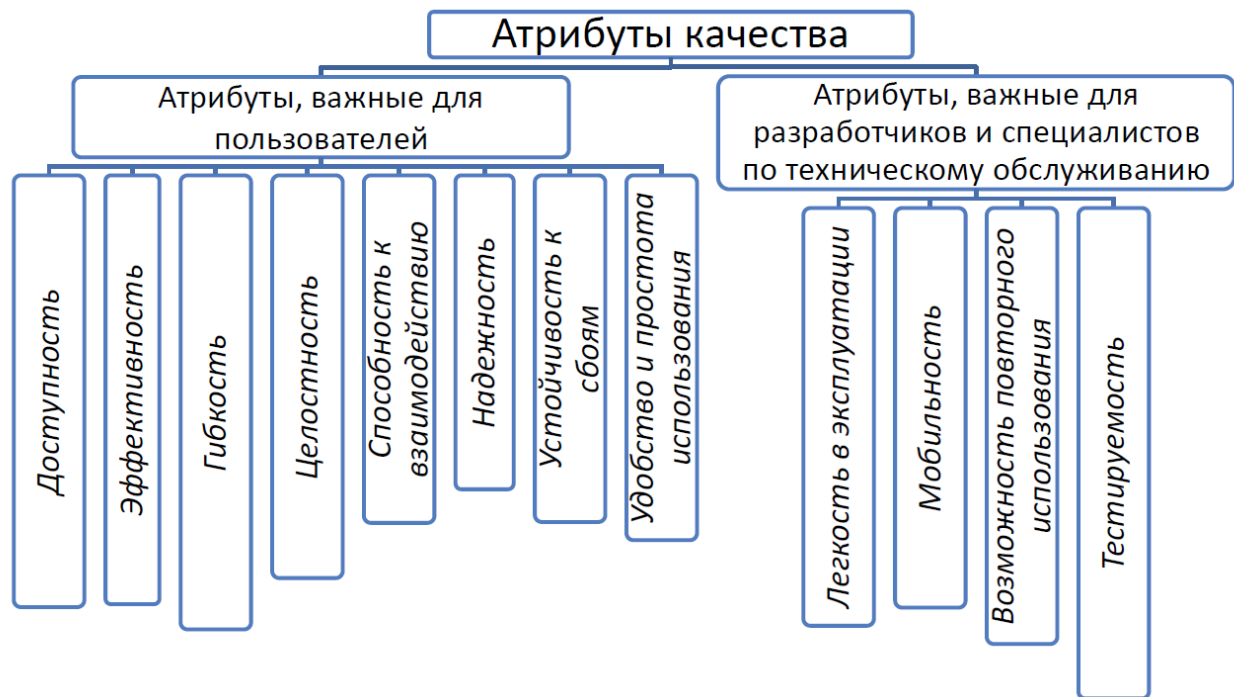 Атрибуты качества
Атрибуты, важные для
пользователей
Атрибуты, важные для
разработчиков и специалистов
по техническому обслуживанию
Доступность
Эффективность
Гибкость
Целостность
Способность к
взаимодействию
Надежность
Устойчивость к
сбоям
Удобство и простота
использования
Легкость в эксплуатации
Мобильность
Возможность повторного
использования
Тестируемость